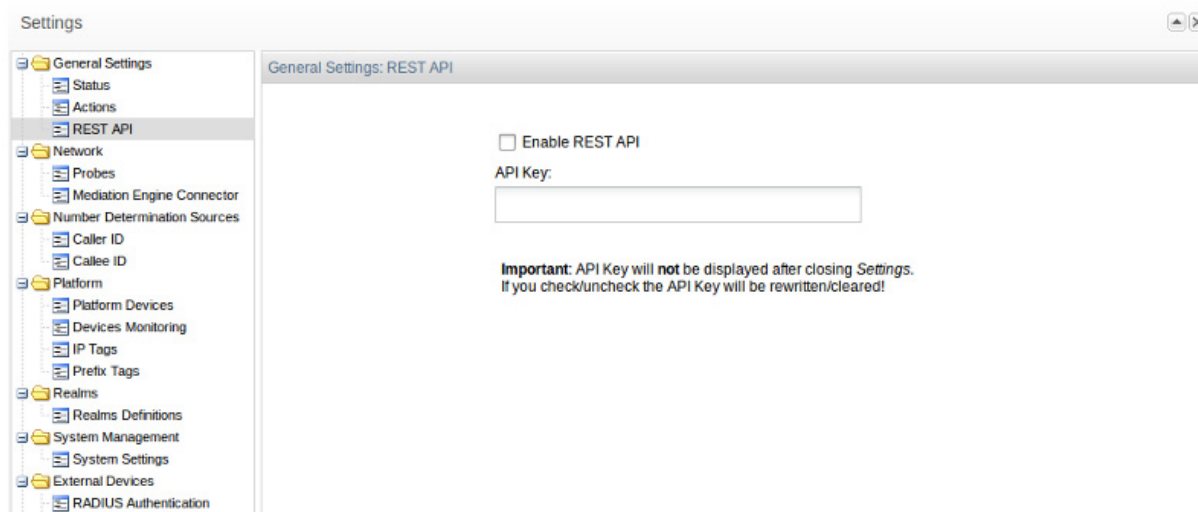 Settings
General Settings
Status
Actions
REST API
Network
Probes
Mediation Engine Connector
Number Determination Sources
Caller ID
Callee ID
Platform
Platform Devices
Devices Monitoring
IP Tags
Prefix Tags
Realms
Realms Definitions
System Management
System Settings
External Devices
RADIUS Authentication
General Settings: REST API
Enable REST API
API Key:
Important: API Key will not be displayed after closing Settings.
If you check/uncheck the API Key will be rewritten/cleared!